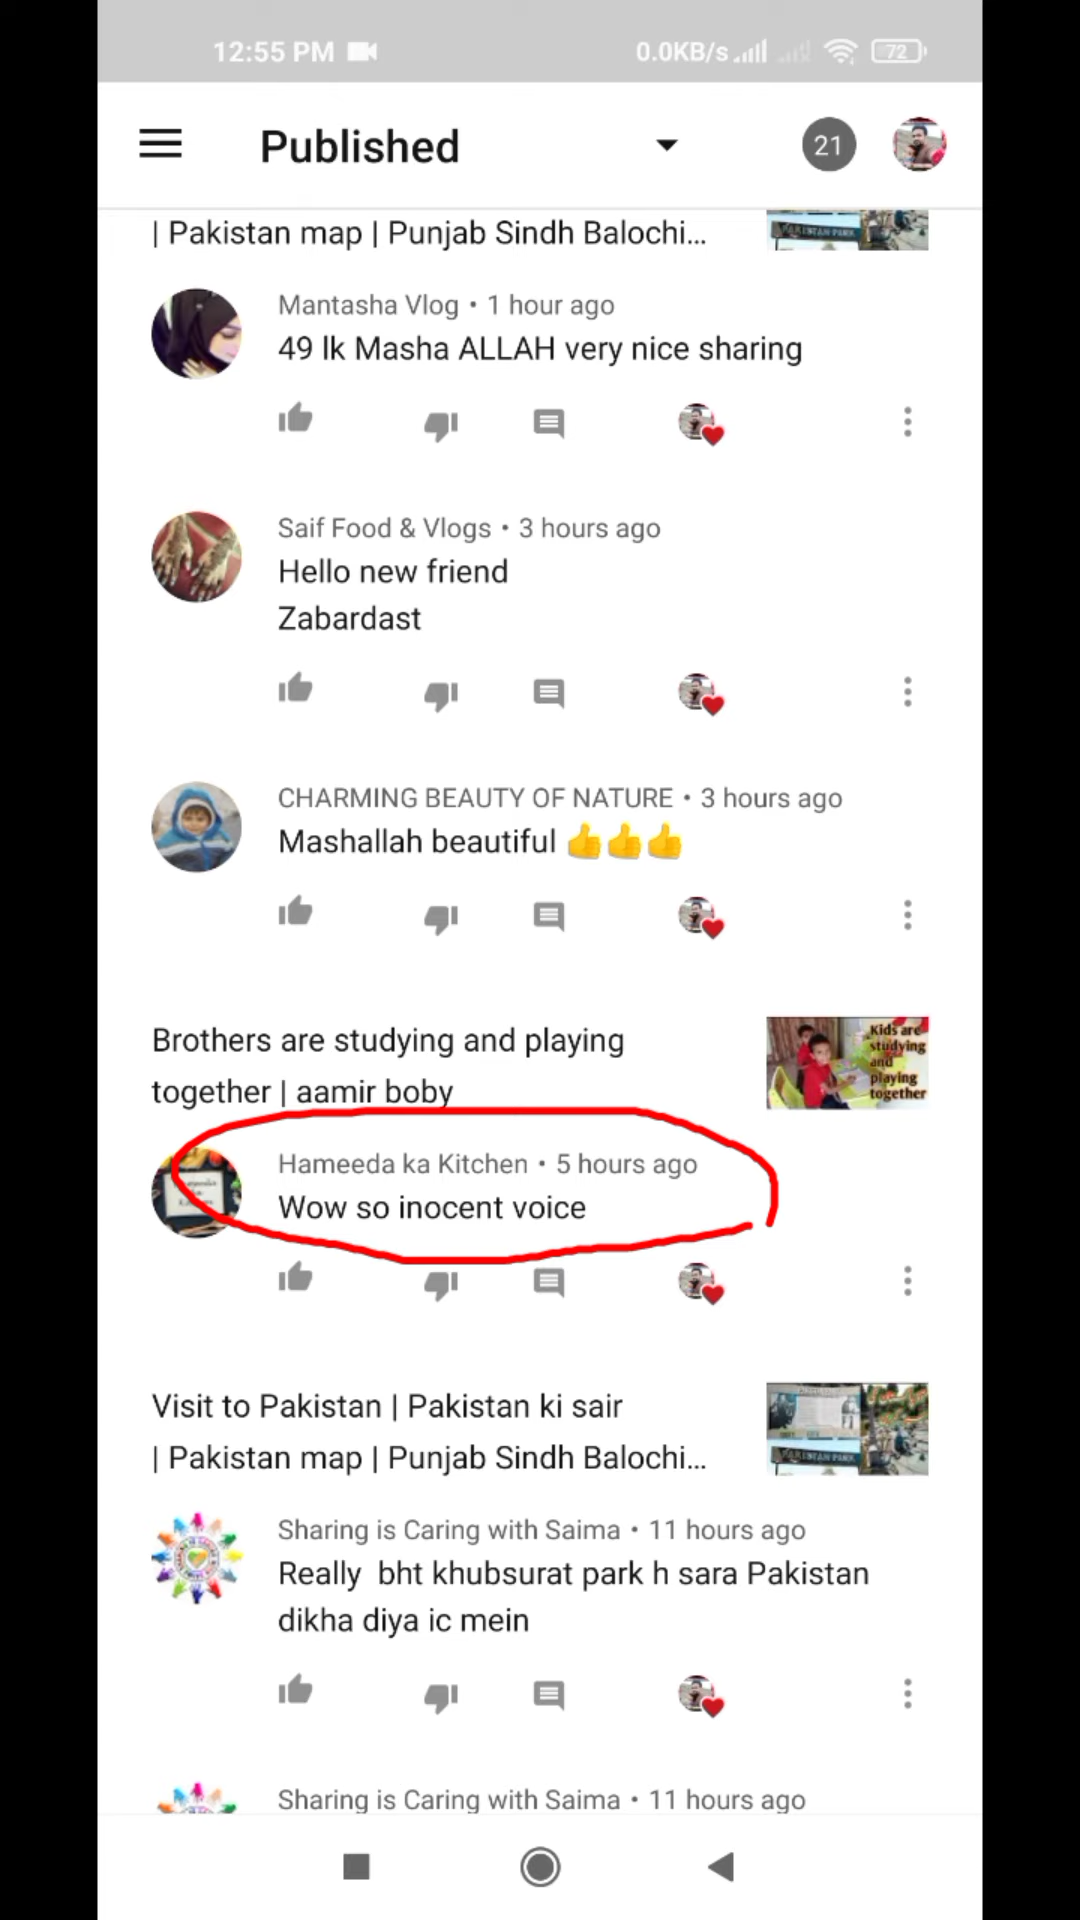 12:55 PM
0.0KB/s
72
Published
21
| Pakistan map | Punjab Sindh Balochi...
PAKISTAN PARK
Mantasha Vlog • 1 hour ago
49 lk Masha ALLAH very nice sharing
Saif Food & Vlogs • 3 hours ago
Hello new friend
Zabardast
CHARMING BEAUTY OF NATURE • 3 hours ago
Mashallah beautiful 👍👍👍
Brothers are studying and playing
together | aamir boby
Kids are
studying
and
playing
together
Hameeda ka Kitchen • 5 hours ago
Wow so inocent voice
Visit to Pakistan | Pakistan ki sair
| Pakistan map | Punjab Sindh Balochi...
PAKISTAN PARK
Sharing is Caring with Saima • 11 hours ago
Really  bht khubsurat park h sara Pakistan
dikha diya ic mein
Sharing is Caring with Saima • 11 hours ago